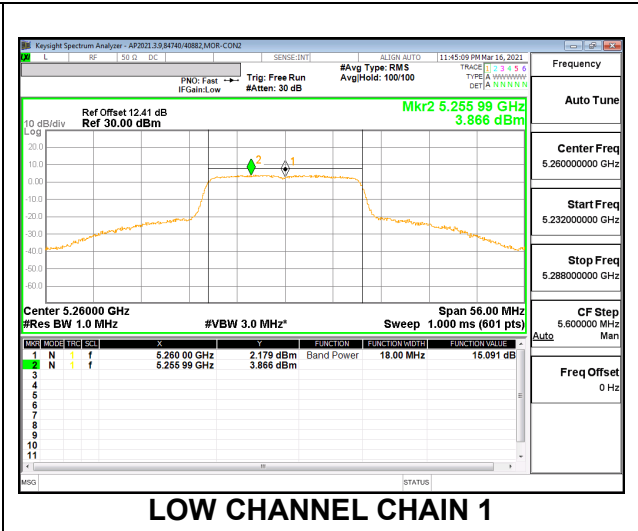 Keysight Spectrum Analyzer - AP2021.3.9,84740/40882,MOR-CON2
L RF 50 Ω DC SENSE:INT ALIGN AUTO 11:45:09 PM Mar 16, 2021
#Avg Type: RMS TRACE 1 2 3 4 5 6
PNO: Fast Trig: Free Run Avg|Hold: 100/100 TYPE A WWWWW
IFGain:Low #Atten: 30 dB DET A N N N N N
Frequency
Auto Tune
Center Freq
5.260000000 GHz
Start Freq
5.232000000 GHz
Stop Freq
5.288000000 GHz
CF Step
5.600000 MHz
Auto Man
Freq Offset
0 Hz
Mkr2 5.255 99 GHz
3.866 dBm
Ref Offset 12.41 dB
10 dB/div Ref 30.00 dBm
Log
20.0
10.0
0.00
-10.0
-20.0
-30.0
-40.0
-50.0
-60.0
2 1
Center 5.26000 GHz Span 56.00 MHz
#Res BW 1.0 MHz #VBW 3.0 MHz* Sweep 1.000 ms (601 pts)
MKR MODE TRC SCL X Y FUNCTION FUNCTION WIDTH FUNCTION VALUE
1 N 1 f 5.260 00 GHz 2.179 dBm Band Power 18.00 MHz 15.091 dB
2 N 1 f 5.255 99 GHz 3.866 dBm
3
4
5
6
7
8
9
10
11
MSG STATUS
LOW CHANNEL CHAIN 1